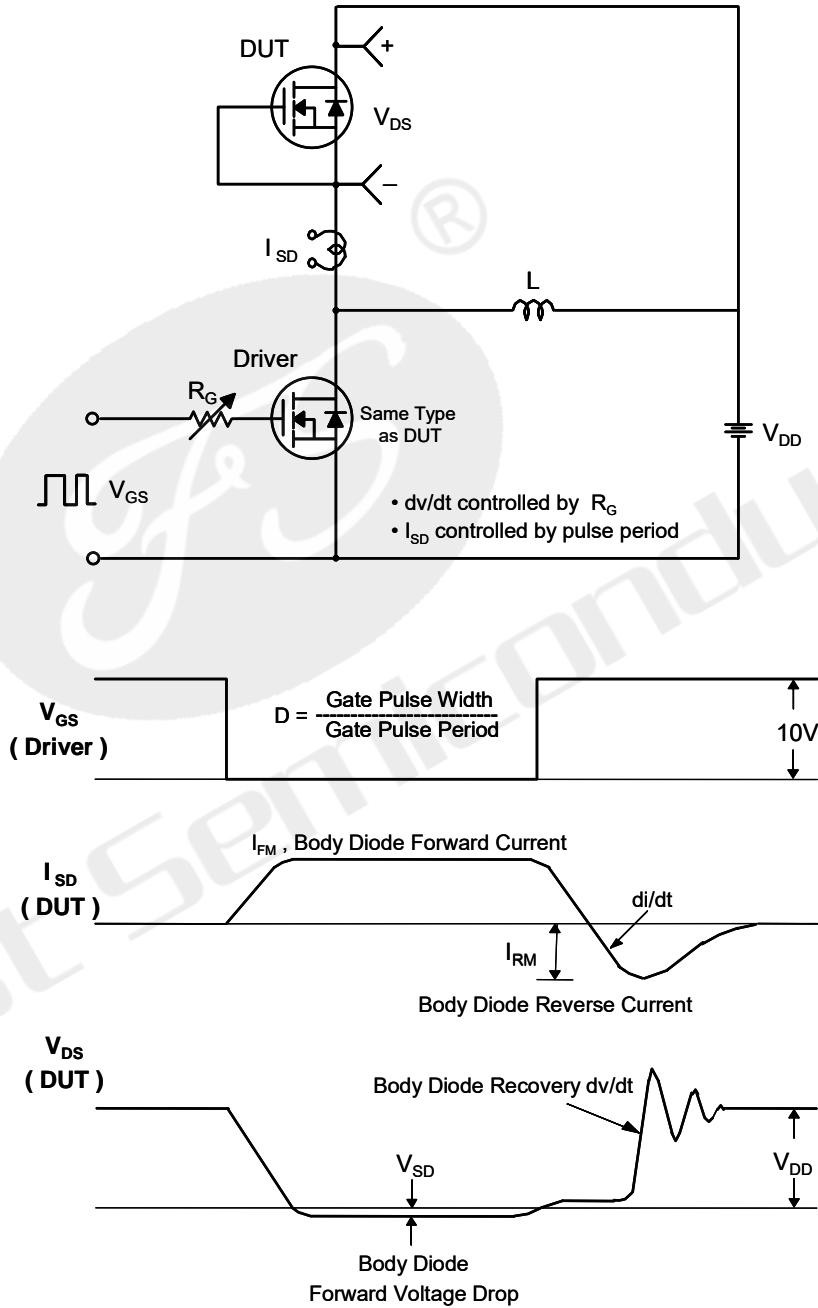 DUT
+
V_DS
–
I_SD
L
Driver
R_G
Same Type
as DUT
V_DD
V_GS
• dv/dt controlled by R_G
• I_SD controlled by pulse period
®
V_GS
( Driver )
D = Gate Pulse Width
Gate Pulse Period
10V
I_FM , Body Diode Forward Current
I_SD
( DUT )
di/dt
I_RM
Body Diode Reverse Current
V_DS
( DUT )
Body Diode Recovery dv/dt
V_SD
V_DD
Body Diode
Forward Voltage Drop